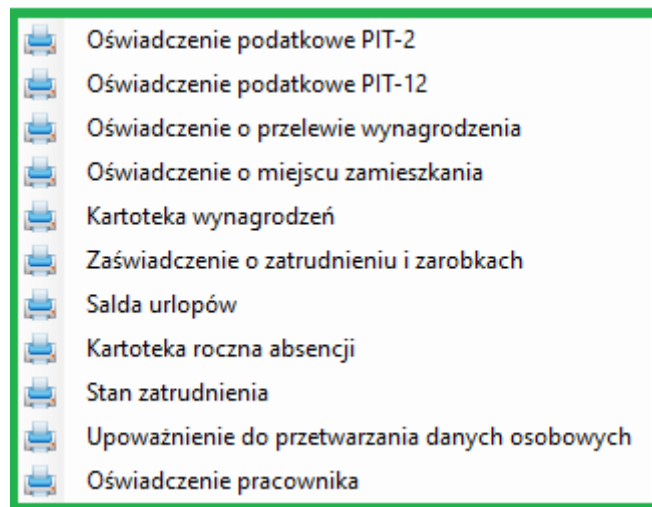 Oświadczenie podatkowe PIT-2
Oświadczenie podatkowe PIT-12
Oświadczenie o przelewie wynagrodzenia
Oświadczenie o miejscu zamieszkania
Kartoteka wynagrodzeń
Zaświadczenie o zatrudnieniu i zarobkach
Salda urlopów
Kartoteka roczna absencji
Stan zatrudnienia
Upoważnienie do przetwarzania danych osobowych
Oświadczenie pracownika